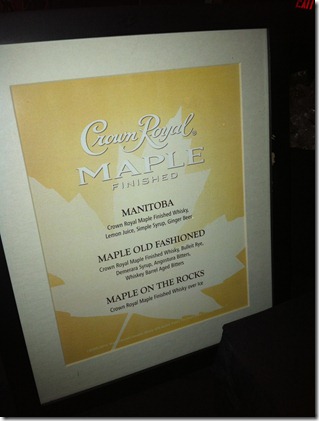 EXIT
Crown Royal®
MAPLE
FINISHED
MANITOBA
Crown Royal Maple Finished Whisky,
Lemon Juice, Simple Syrup, Ginger Beer
MAPLE OLD FASHIONED
Crown Royal Maple Finished Whisky, Bulleit Rye,
Demerara Syrup, Angostura Bitters,
Whiskey Barrel Aged Bitters
MAPLE ON THE ROCKS
Crown Royal Maple Finished Whisky over Ice